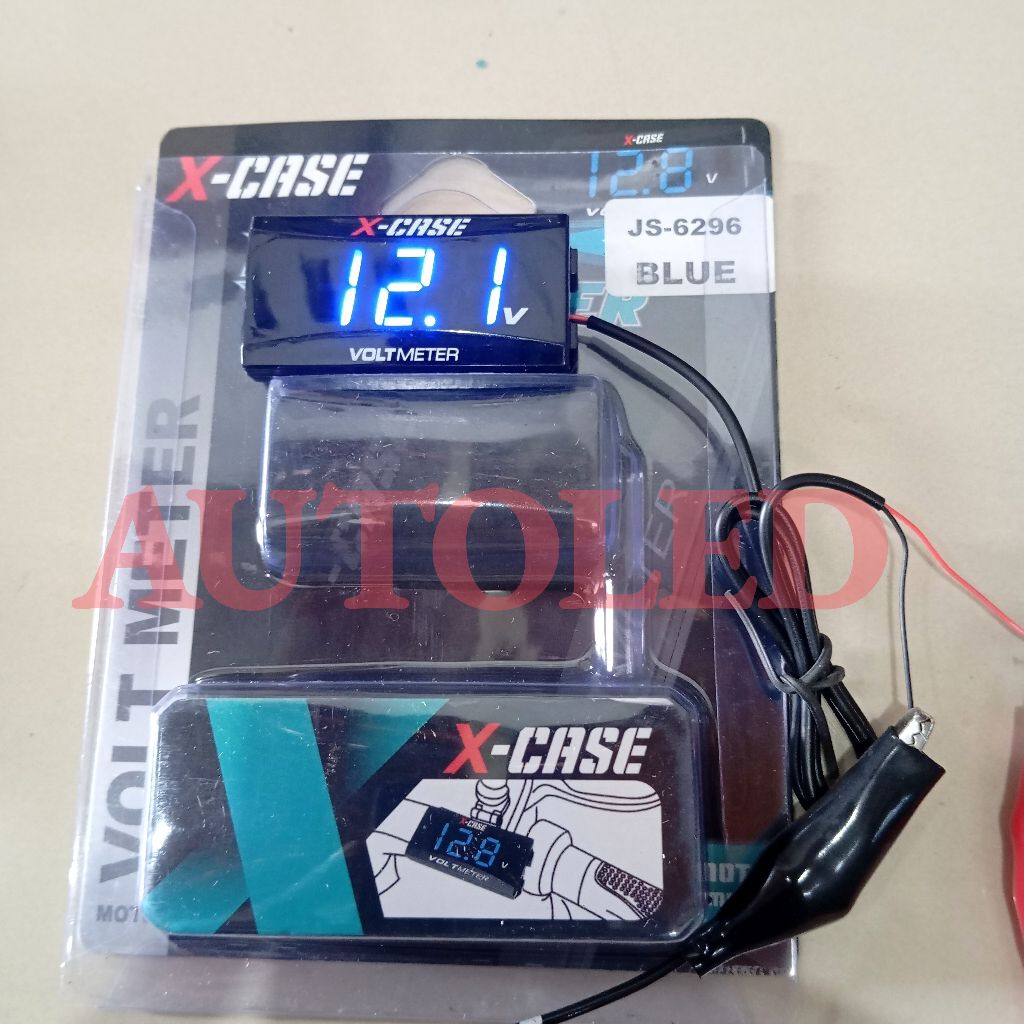 X-CASE
X-CASE
12.8 V
JS-6296
BLUE
X-CASE
12.1 V
VOLTMETER
VOLT METER
AUTOLED
X-CASE
X-CASE
12.8 V
VOLTMETER